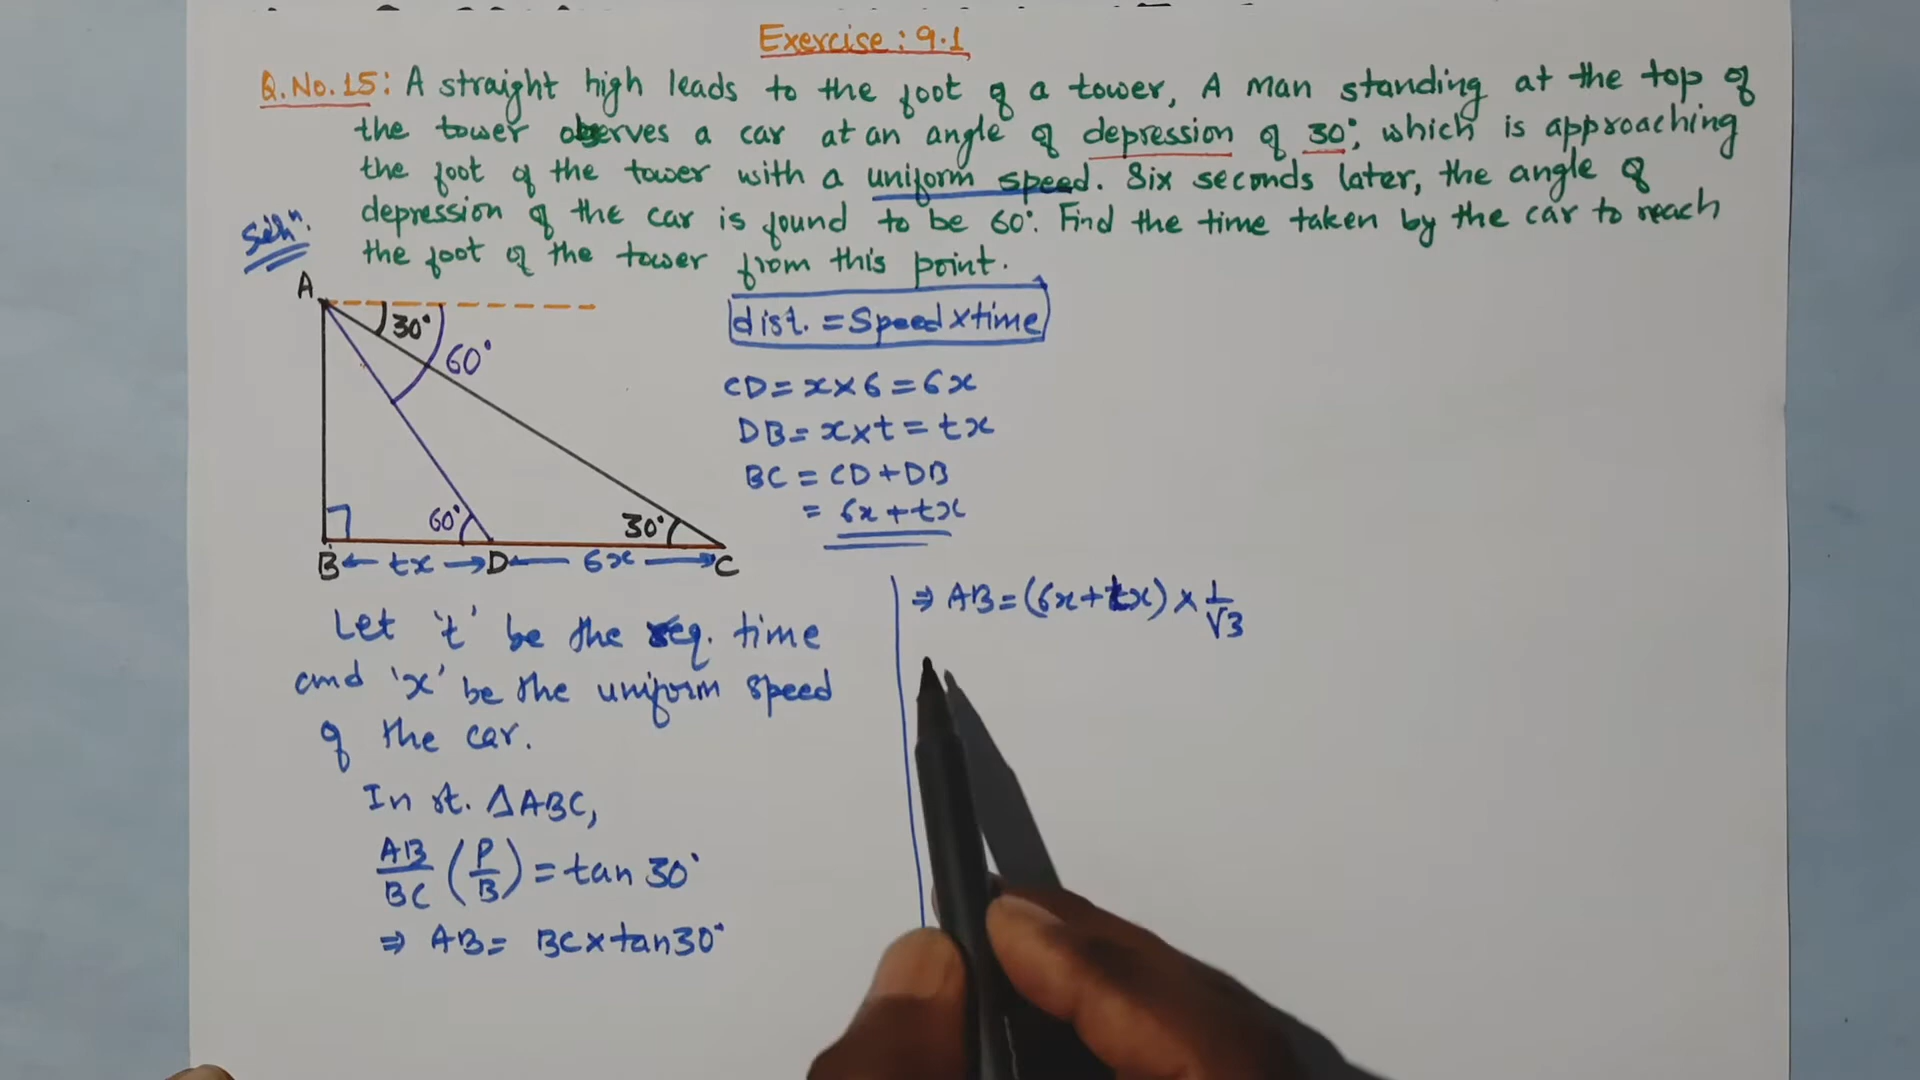 Exercise: 9.1
Q.No.15: A straight high leads to the foot of a tower, A man standing at the top of
the tower observes a car at an angle of depression of 30°, which is approaching
the foot of the tower with a uniform speed. Six seconds later, the angle of
depression of the car is found to be 60°. Find the time taken by the car to reach
the foot of the tower from this point.
Solⁿ:
A
30°
60°
60°
30°
B
tx
D
6x
C
dist. = Speed × time
CD = x × 6 = 6x
DB = x × t = tx
BC = CD + DB
= 6x + tx
Let 't' be the req. time
and 'x' be the uniform speed
of the car.
In rt. ΔABC,
AB/BC (P/B) = tan 30°
⇒ AB = BC × tan 30°
⇒ AB = (6x + tx) × 1/√3